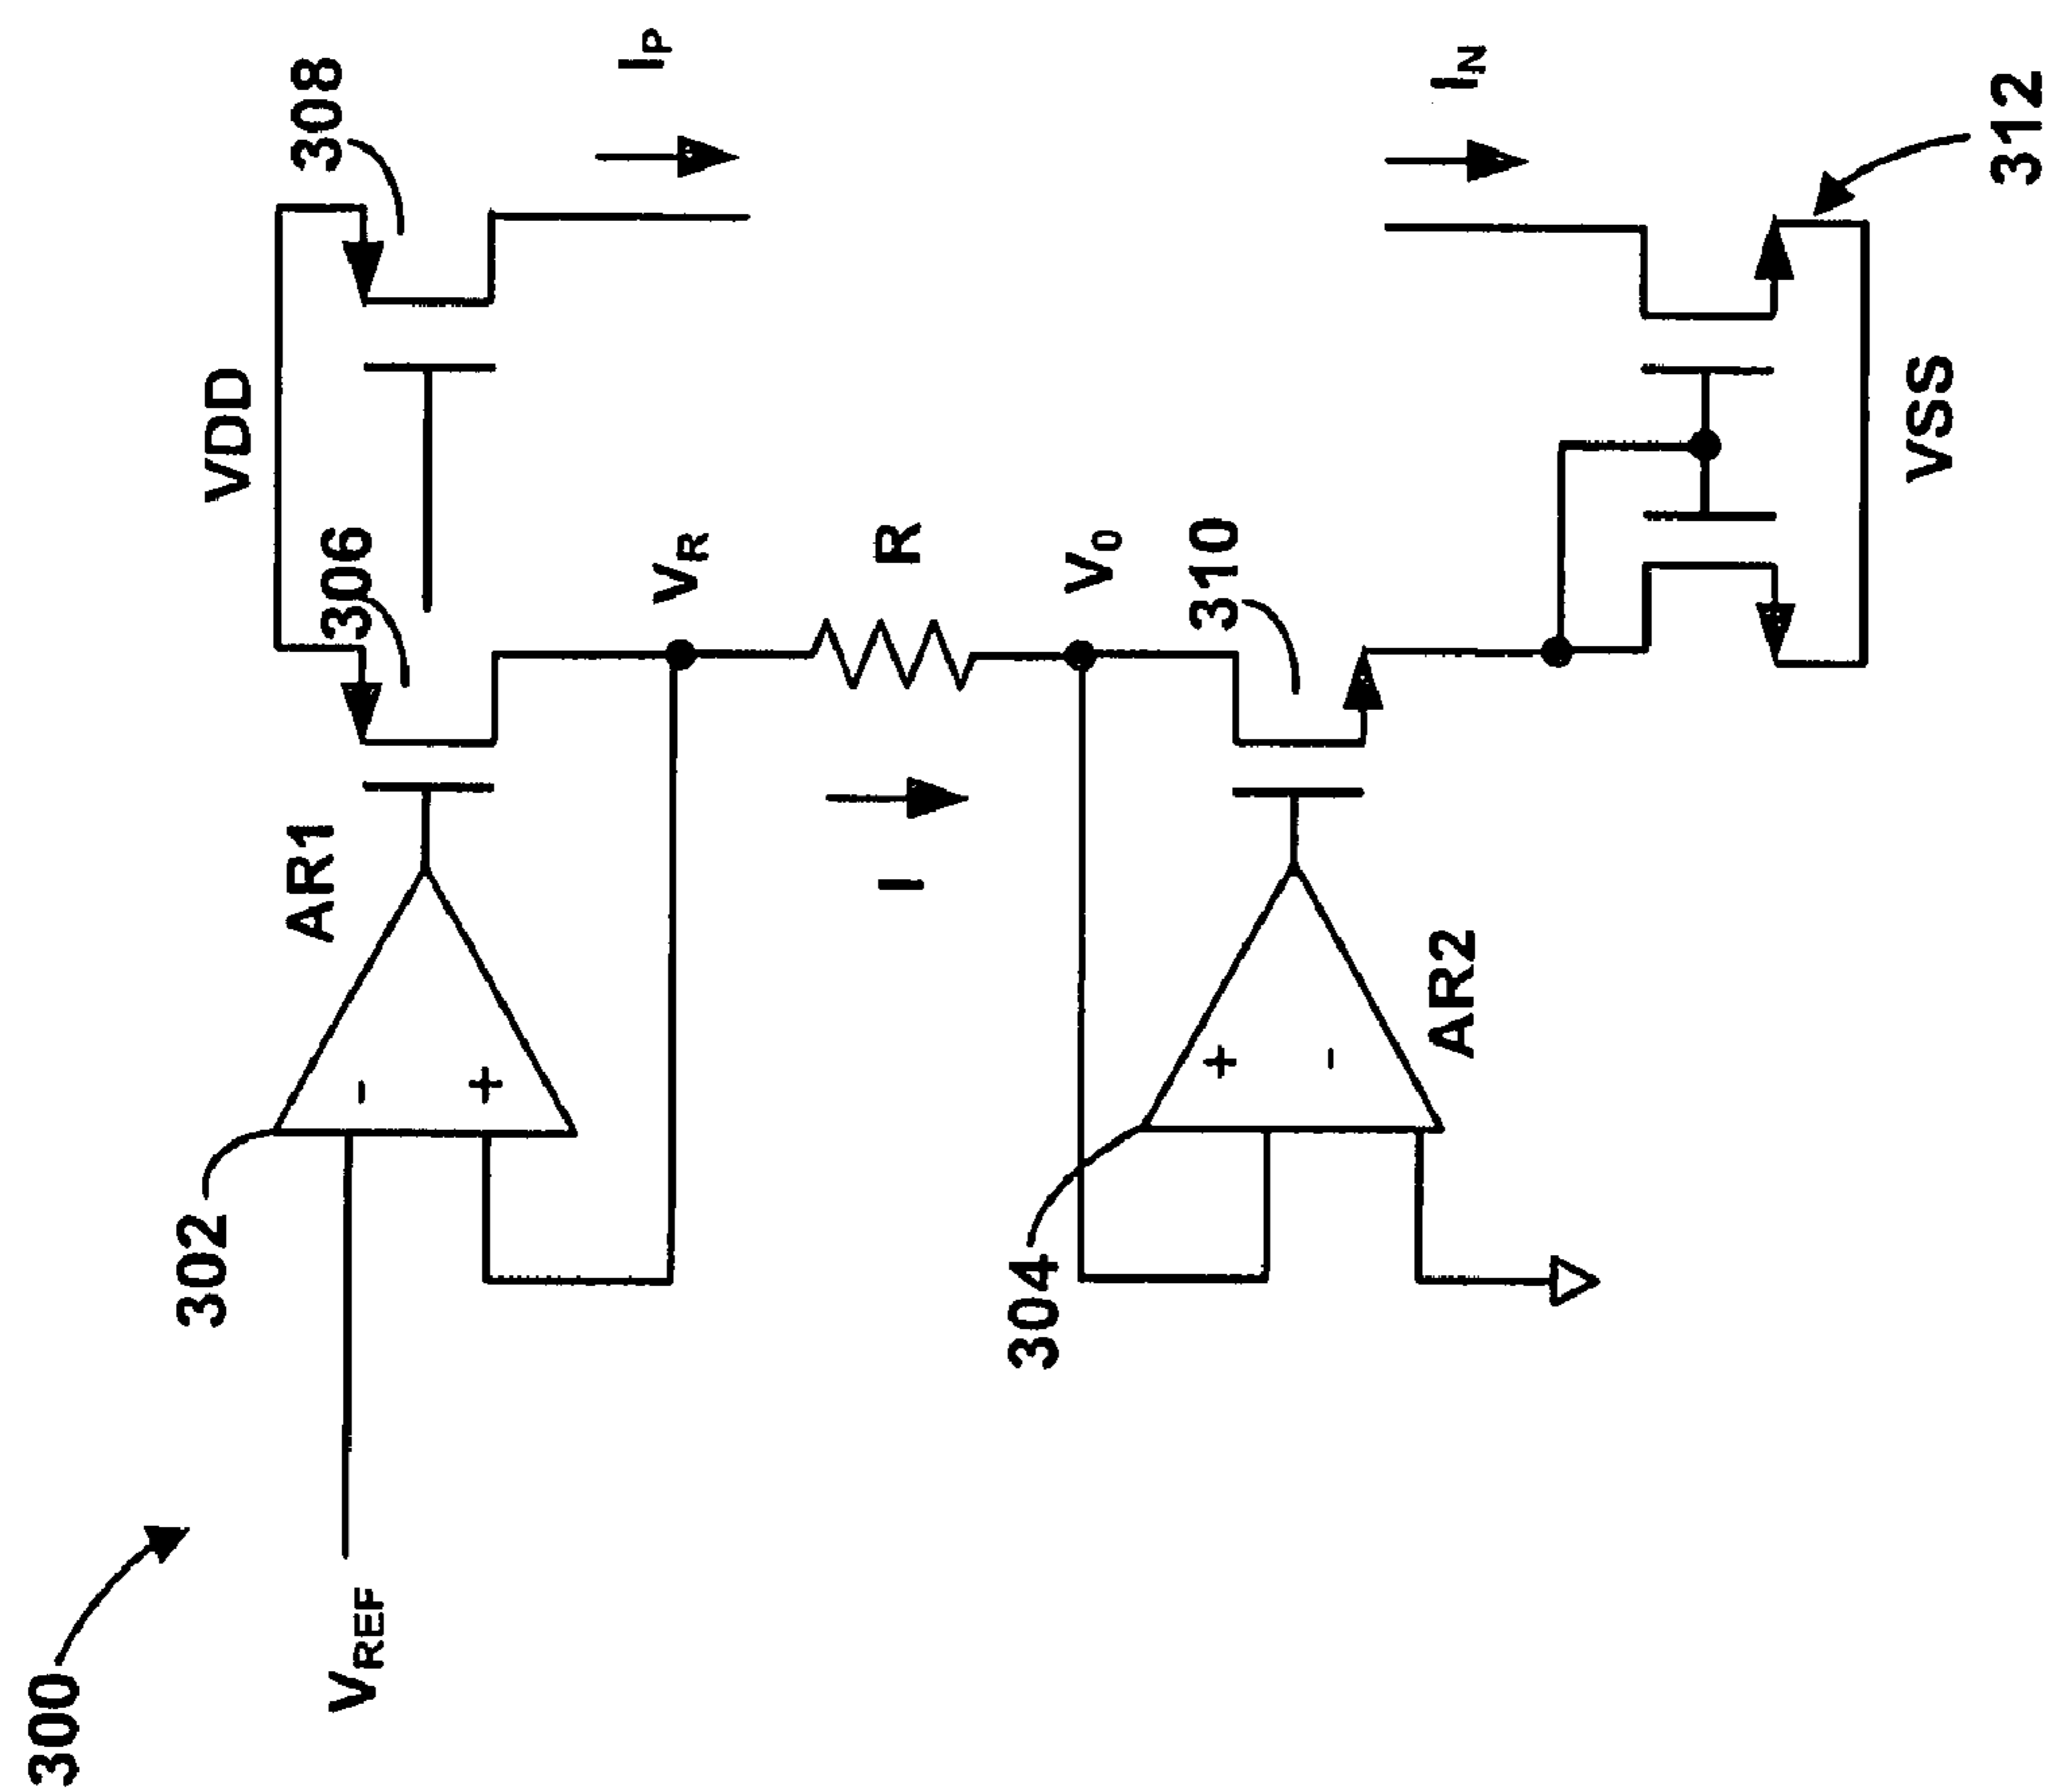 300
VREF
302
AR1
-
+
306
VDD
308
IP
VR
R
I
V0
304
+
-
AR2
310
IN
VSS
312